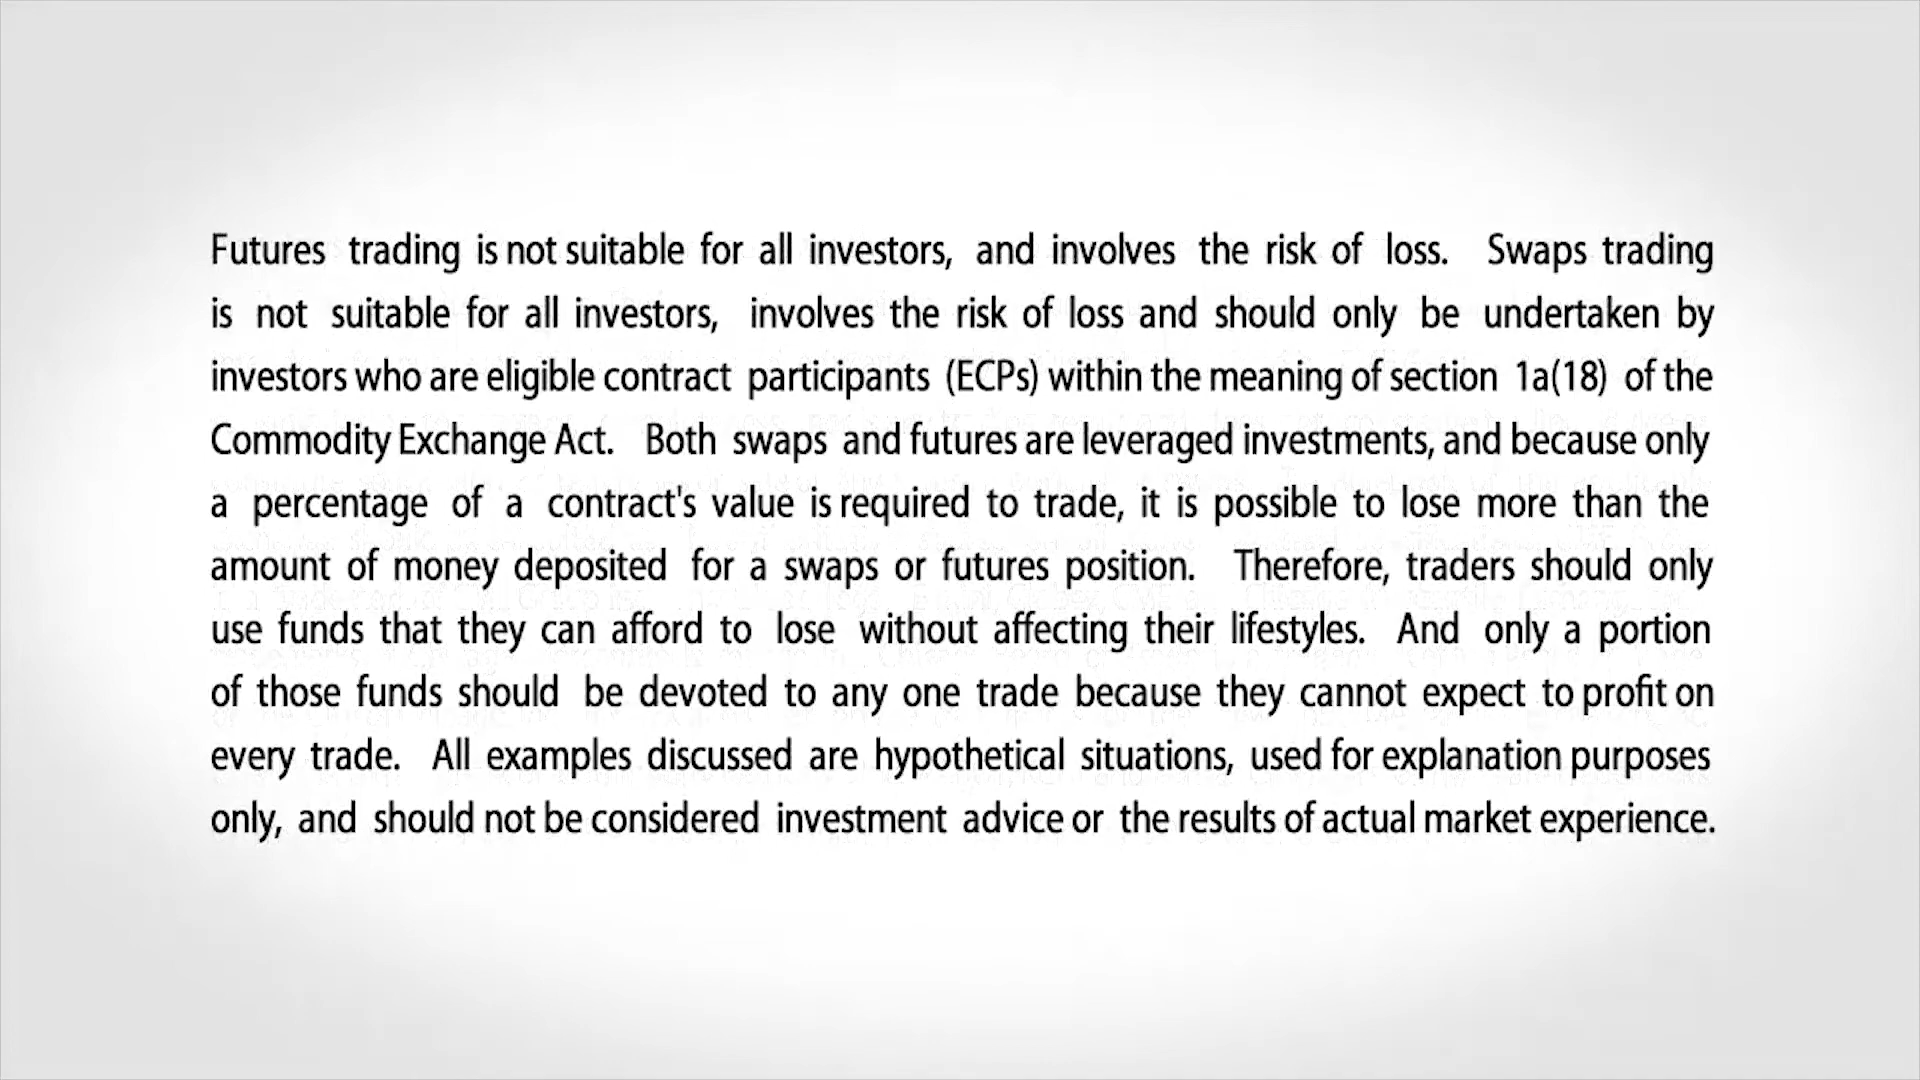 Futures trading is not suitable for all investors, and involves the risk of loss. Swaps trading
is not suitable for all investors, involves the risk of loss and should only be undertaken by
investors who are eligible contract participants (ECPs) within the meaning of section 1a(18) of the
Commodity Exchange Act. Both swaps and futures are leveraged investments, and because only
a percentage of a contract's value is required to trade, it is possible to lose more than the
amount of money deposited for a swaps or futures position. Therefore, traders should only
use funds that they can afford to lose without affecting their lifestyles. And only a portion
of those funds should be devoted to any one trade because they cannot expect to profit on
every trade. All examples discussed are hypothetical situations, used for explanation purposes
only, and should not be considered investment advice or the results of actual market experience.